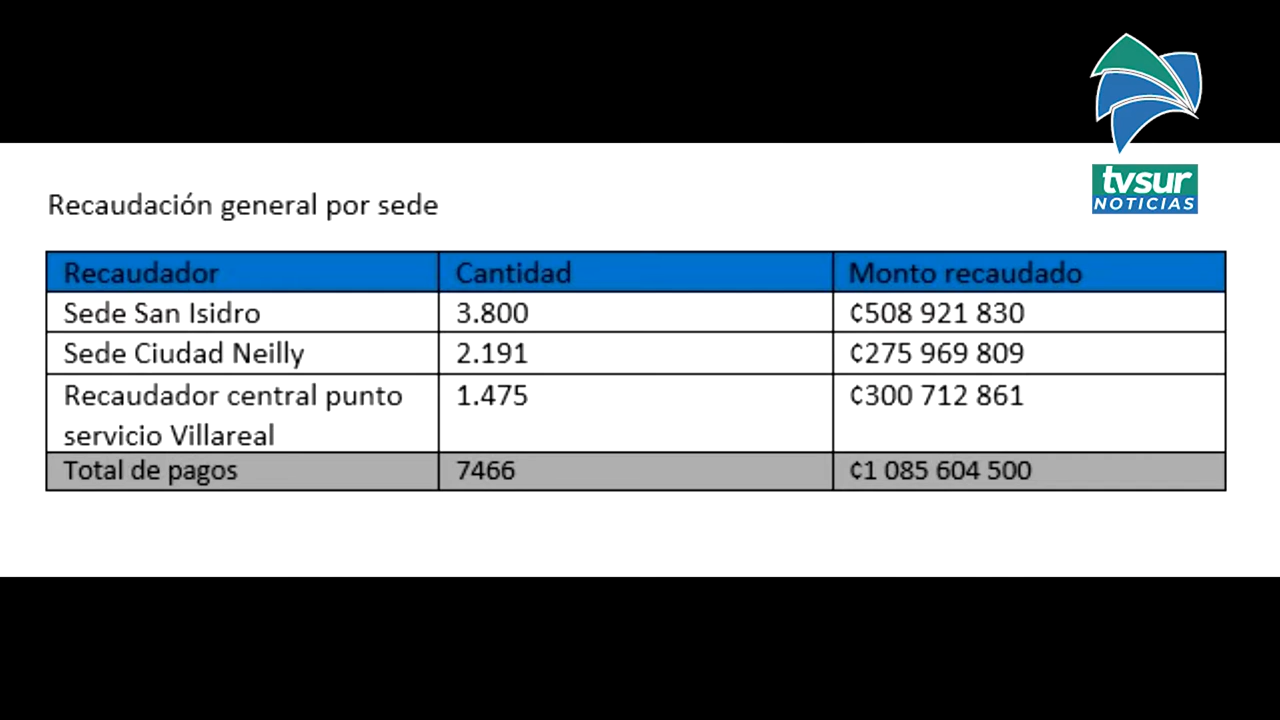 tvsur
NOTICIAS
Recaudación general por sede
Recaudador Cantidad Monto recaudado
Sede San Isidro 3.800 ¢508 921 830
Sede Ciudad Neilly 2.191 ¢275 969 809
Recaudador central punto 1.475 ¢300 712 861
servicio Villareal
Total de pagos 7466 ¢1 085 604 500